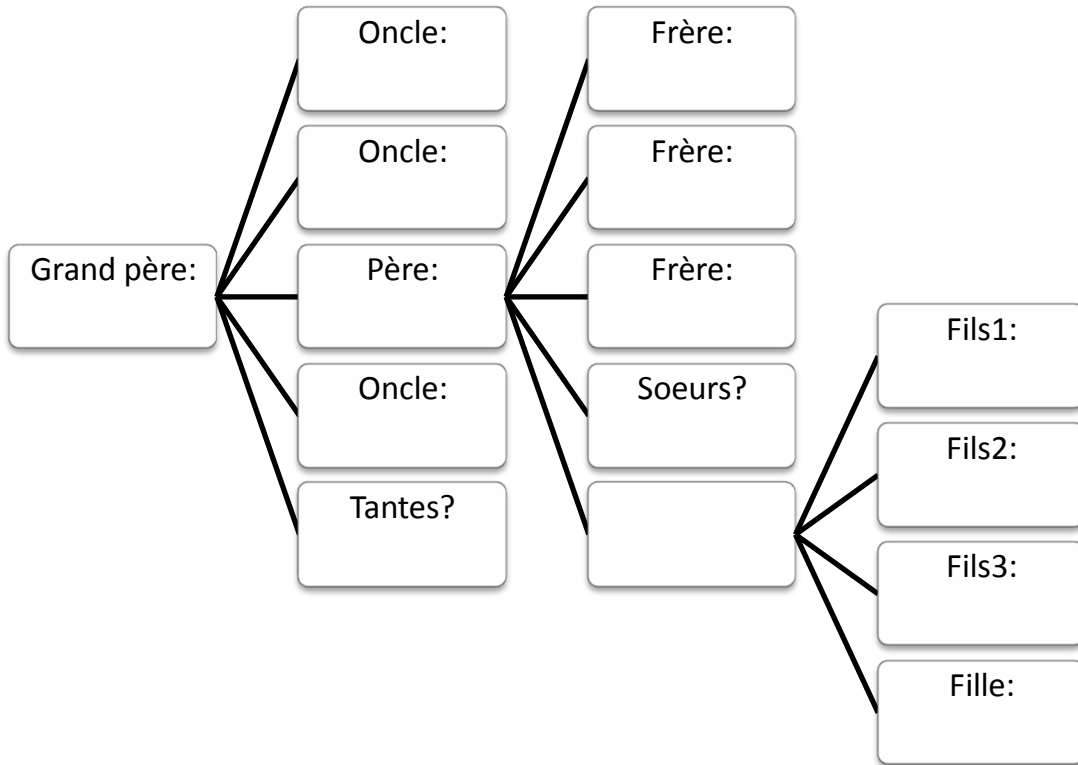 Grand père:
Oncle:
Oncle:
Père:
Oncle:
Tantes?
Frère:
Frère:
Frère:
Soeurs?
Fils1:
Fils2:
Fils3:
Fille: